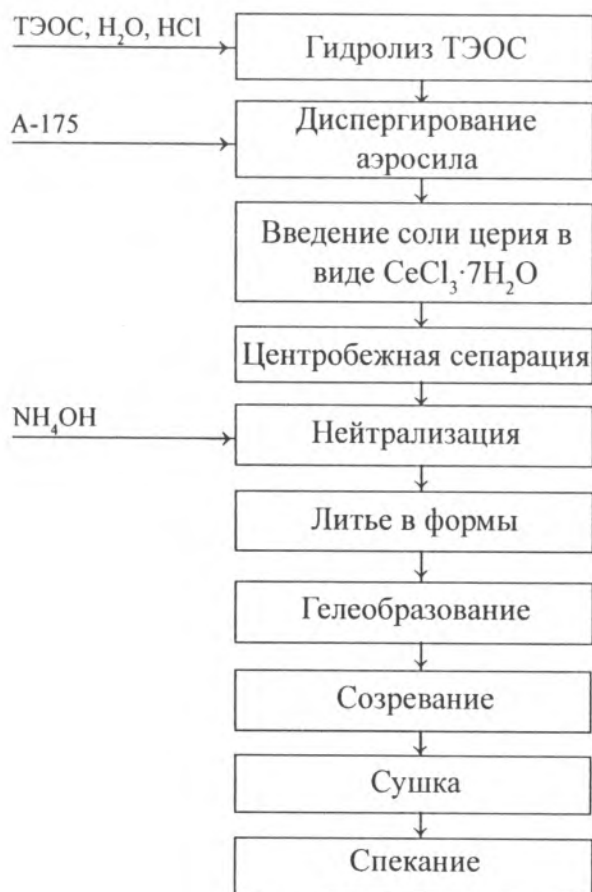 ТЭОС, H₂O, HCl
Гидролиз ТЭОС
А-175
Диспергирование
аэросила
Введение соли церия в
виде CeCl₃·7H₂O
Центробежная сепарация
NH₄OH
Нейтрализация
Литье в формы
Гелеобразование
Созревание
Сушка
Спекание